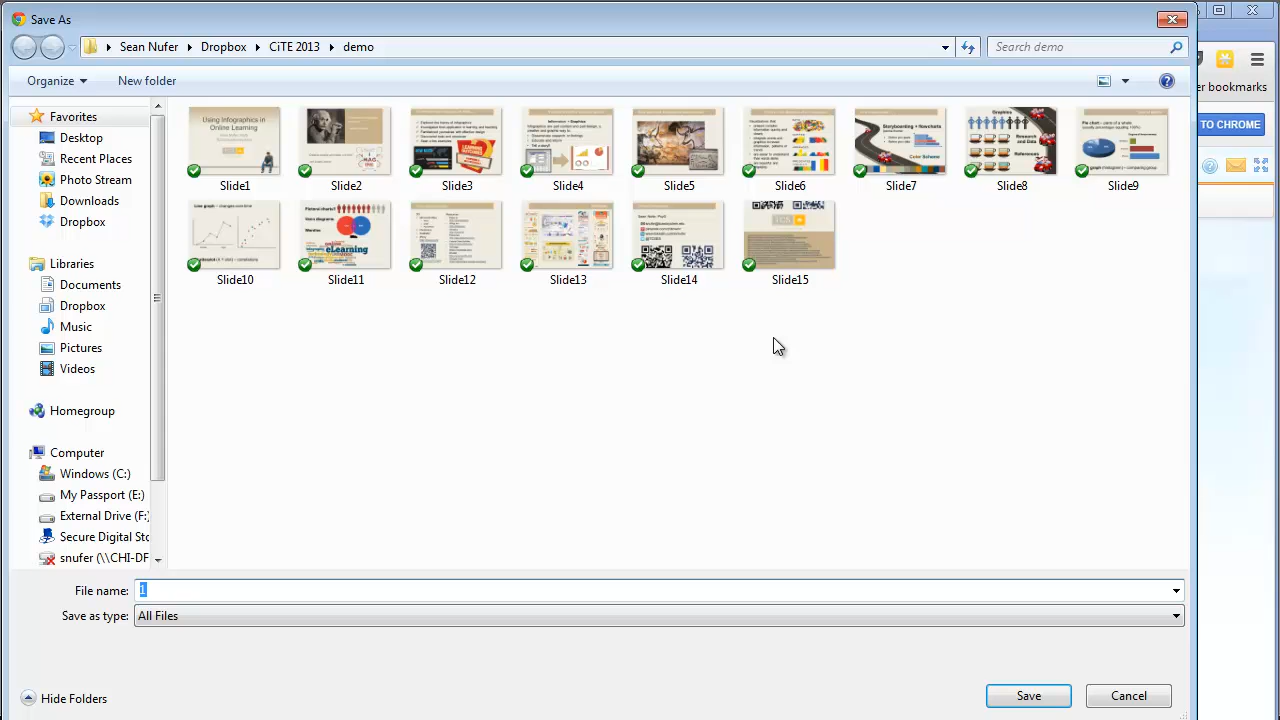 Save As
Sean Nufer Dropbox CiTE 2013 demo
Search demo
Organize
New folder
er bookmarks
TO CHROME
Favorites
Desktop
Recent Places
Photo Stream
Downloads
Dropbox
Libraries
Documents
Dropbox
Music
Pictures
Videos
Homegroup
Computer
Windows (C:)
My Passport (E:)
External Drive (F:
Secure Digital Sto
snufer (\\CHI-DF
Using Infographics in
Online Learning
Slide1
Slide2
Slide3
Information + Graphics
Slide4
Slide5
Slide6
Storyboarding + Flowcharts
Color Scheme
Slide7
Graphics
Research
and Data
References
Slide8
Slide9
Slide10
eLearning
Slide11
Slide12
Slide13
Slide14
Slide15
File name:
1
Save as type:
All Files
Hide Folders
Save
Cancel